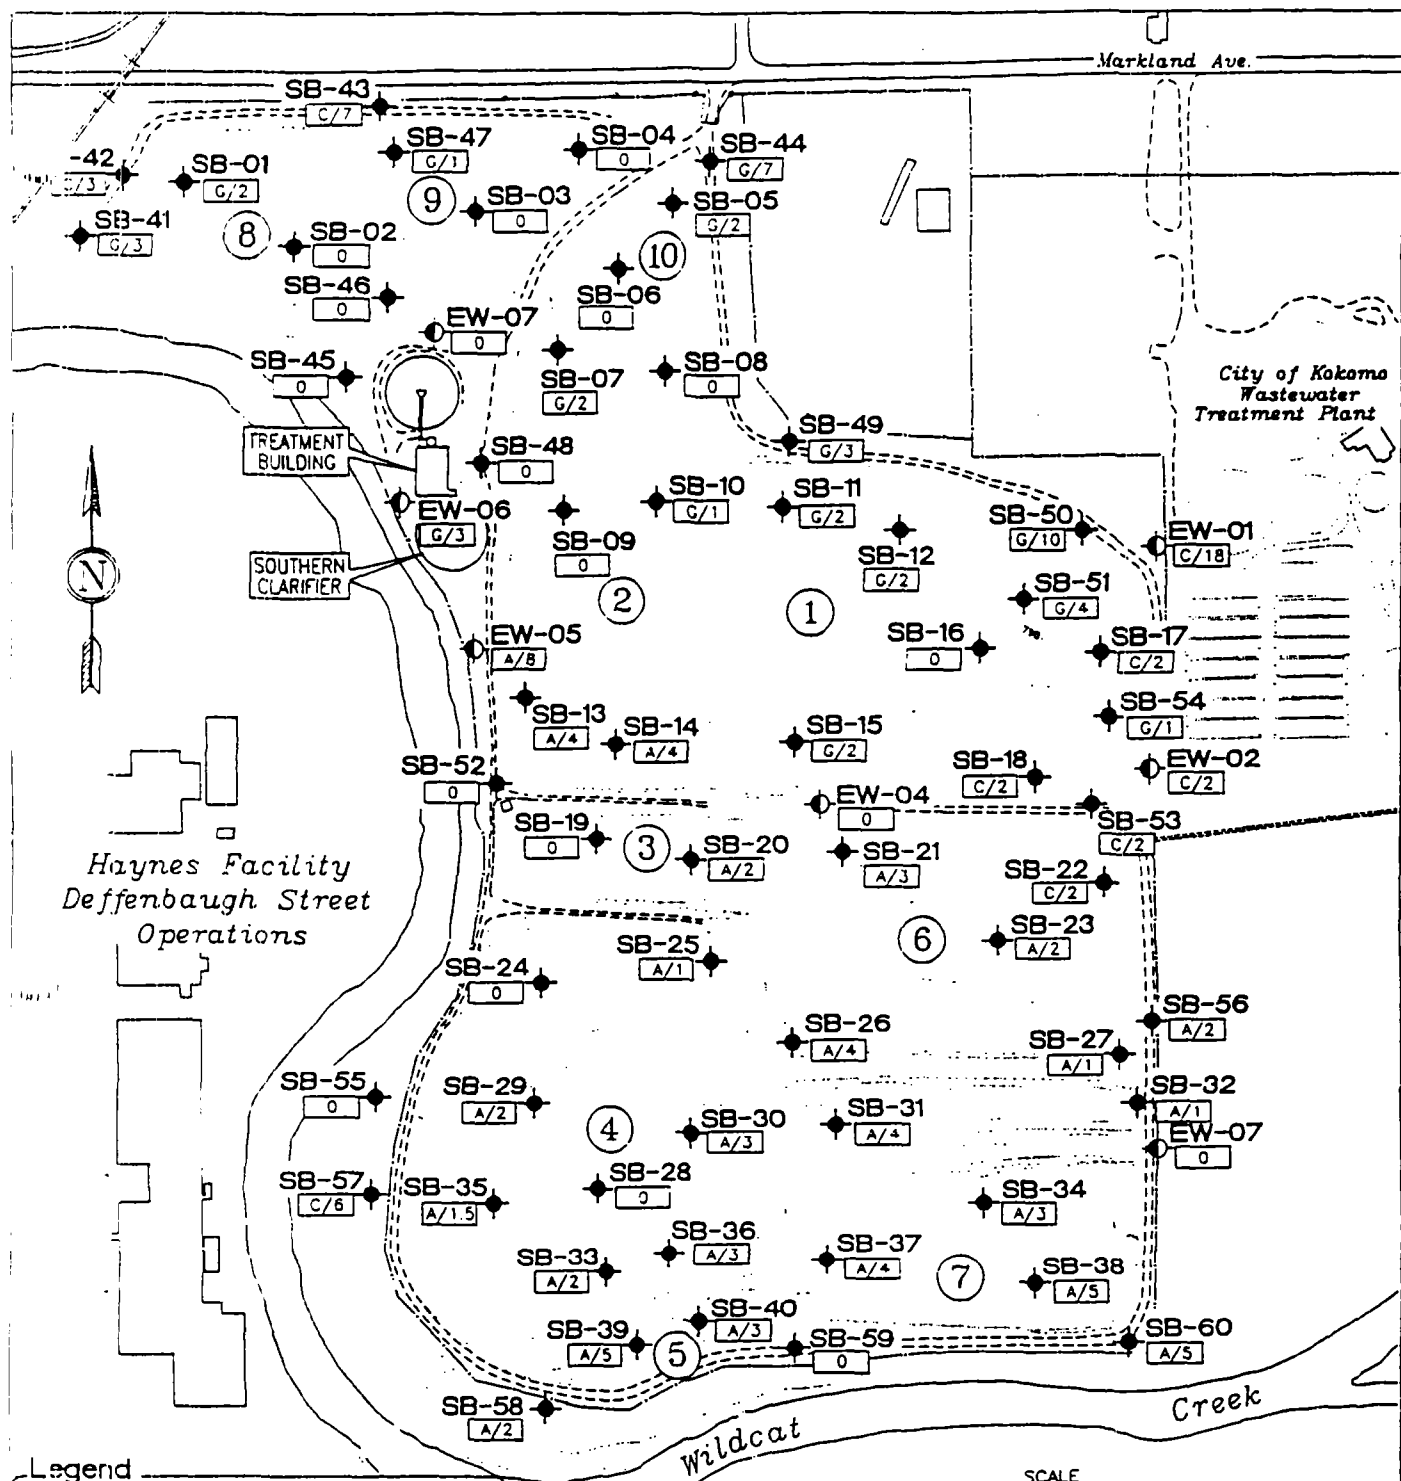 Markland Ave.
SB-43
C/7
SB-47
G/1
SB-04
0
SB-44
G/7
-42
/3
SB-01
G/2
SB-03
0
SB-05
G/2
9
SB-41
G/3
8
SB-02
0
10
SB-46
0
SB-06
0
EW-07
0
SB-45
0
SB-07
G/2
SB-08
0
City of Kokomo
Wastewater
Treatment Plant
TREATMENT
BUILDING
SB-48
0
SB-49
G/3
EW-06
G/3
SB-10
G/1
SB-11
G/2
SB-50
G/10
EW-01
C/18
SB-09
0
SB-12
G/2
SOUTHERN
CLARIFIER
N
2
1
SB-51
G/4
EW-05
A/8
SB-16
0
SB-17
C/2
SB-13
A/4
SB-14
A/4
SB-15
G/2
SB-54
G/1
SB-52
0
SB-18
C/2
EW-02
C/2
EW-04
0
SB-53
C/2
SB-19
0
3
SB-20
A/2
SB-21
A/3
SB-22
C/2
Haynes Facility
Deffenbaugh Street
Operations
SB-25
A/1
6
SB-23
A/2
SB-24
0
SB-26
A/4
SB-56
A/2
SB-27
A/1
SB-55
0
SB-29
A/2
4
SB-30
A/3
SB-31
A/4
SB-32
A/1
EW-07
0
SB-57
C/6
SB-35
A/1.5
SB-28
0
SB-34
A/3
SB-36
A/3
SB-37
A/4
SB-33
A/2
7
SB-38
A/5
SB-40
A/3
SB-39
A/5
5
SB-59
0
SB-60
A/5
SB-58
A/2
Wildcat Creek
Legend
SCALE